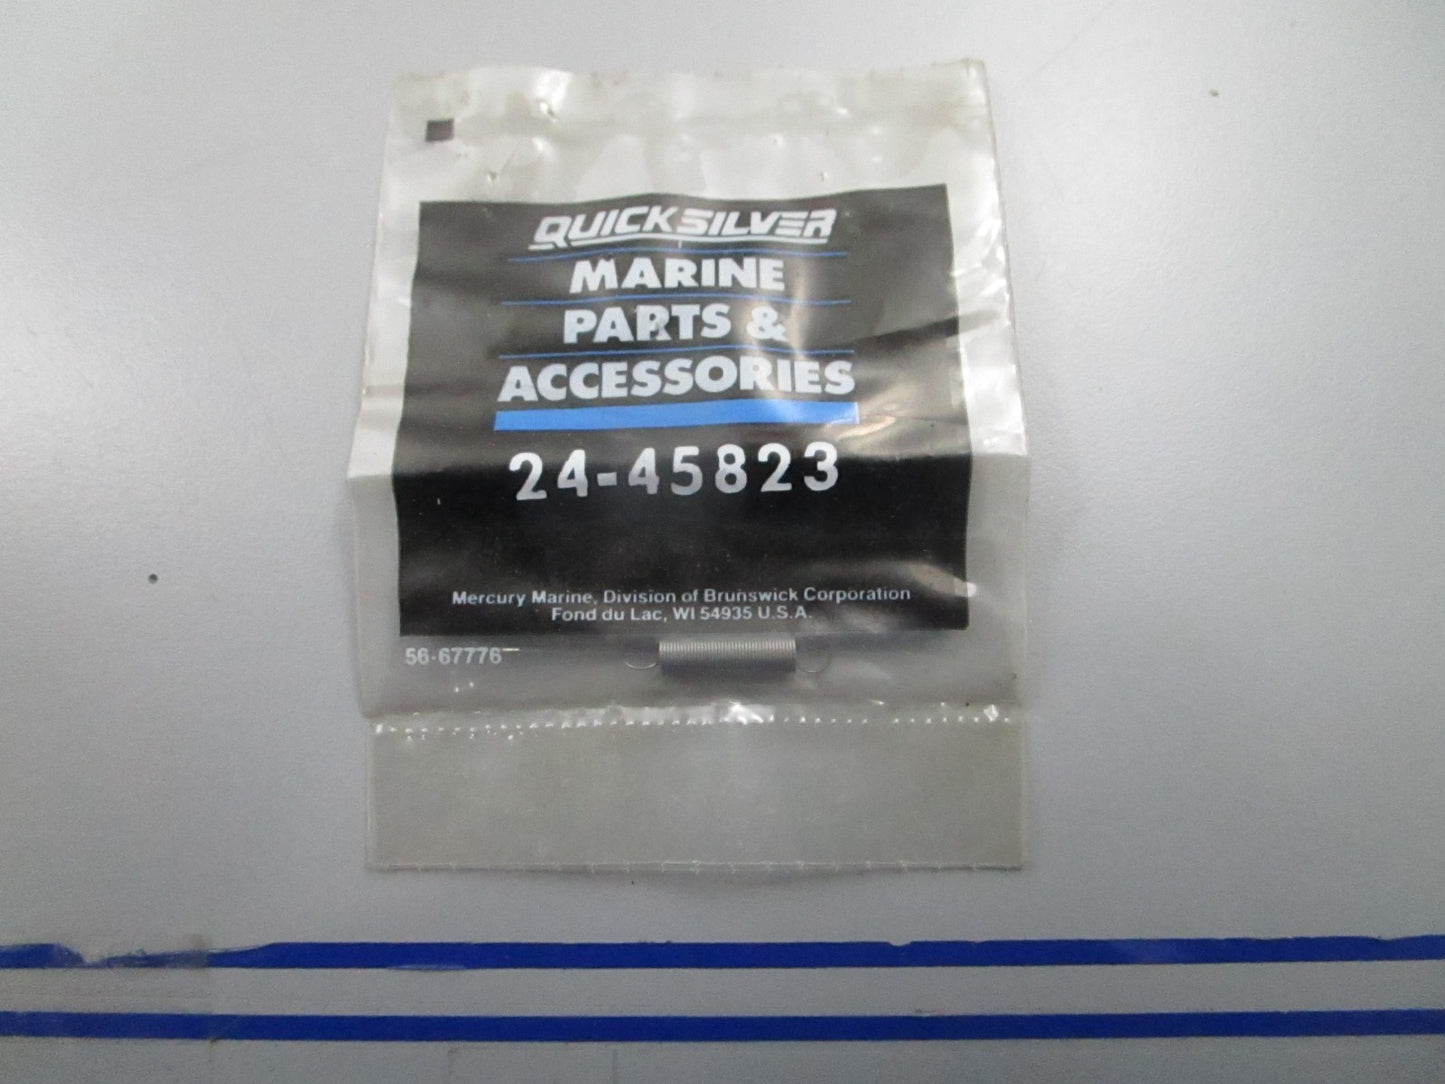 QUICKSILVER
MARINE
PARTS &
ACCESSORIES
24-45823
Mercury Marine, Division of Brunswick Corporation
Fond du Lac, WI 54935 U.S.A.
56-67776